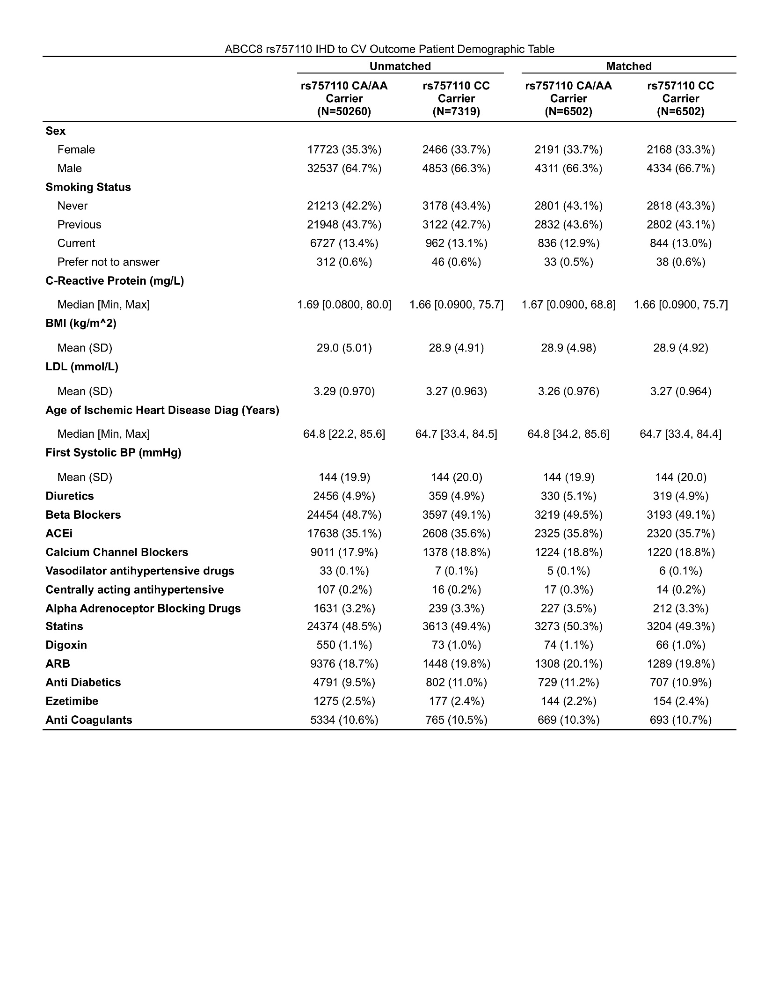 ABCC8 rs757110 IHD to CV Outcome Patient Demographic Table
Unmatched Matched
rs757110 CA/AA rs757110 CC rs757110 CA/AA rs757110 CC
Carrier Carrier Carrier Carrier
(N=50260) (N=7319) (N=6502) (N=6502)
Sex
Female 17723 (35.3%) 2466 (33.7%) 2191 (33.7%) 2168 (33.3%)
Male 32537 (64.7%) 4853 (66.3%) 4311 (66.3%) 4334 (66.7%)
Smoking Status
Never 21213 (42.2%) 3178 (43.4%) 2801 (43.1%) 2818 (43.3%)
Previous 21948 (43.7%) 3122 (42.7%) 2832 (43.6%) 2802 (43.1%)
Current 6727 (13.4%) 962 (13.1%) 836 (12.9%) 844 (13.0%)
Prefer not to answer 312 (0.6%) 46 (0.6%) 33 (0.5%) 38 (0.6%)
C-Reactive Protein (mg/L)
Median [Min, Max] 1.69 [0.0800, 80.0] 1.66 [0.0900, 75.7] 1.67 [0.0900, 68.8] 1.66 [0.0900, 75.7]
BMI (kg/m^2)
Mean (SD) 29.0 (5.01) 28.9 (4.91) 28.9 (4.98) 28.9 (4.92)
LDL (mmol/L)
Mean (SD) 3.29 (0.970) 3.27 (0.963) 3.26 (0.976) 3.27 (0.964)
Age of Ischemic Heart Disease Diag (Years)
Median [Min, Max] 64.8 [22.2, 85.6] 64.7 [33.4, 84.5] 64.8 [34.2, 85.6] 64.7 [33.4, 84.4]
First Systolic BP (mmHg)
Mean (SD) 144 (19.9) 144 (20.0) 144 (19.9) 144 (20.0)
Diuretics 2456 (4.9%) 359 (4.9%) 330 (5.1%) 319 (4.9%)
Beta Blockers 24454 (48.7%) 3597 (49.1%) 3219 (49.5%) 3193 (49.1%)
ACEi 17638 (35.1%) 2608 (35.6%) 2325 (35.8%) 2320 (35.7%)
Calcium Channel Blockers 9011 (17.9%) 1378 (18.8%) 1224 (18.8%) 1220 (18.8%)
Vasodilator antihypertensive drugs 33 (0.1%) 7 (0.1%) 5 (0.1%) 6 (0.1%)
Centrally acting antihypertensive 107 (0.2%) 16 (0.2%) 17 (0.3%) 14 (0.2%)
Alpha Adrenoceptor Blocking Drugs 1631 (3.2%) 239 (3.3%) 227 (3.5%) 212 (3.3%)
Statins 24374 (48.5%) 3613 (49.4%) 3273 (50.3%) 3204 (49.3%)
Digoxin 550 (1.1%) 73 (1.0%) 74 (1.1%) 66 (1.0%)
ARB 9376 (18.7%) 1448 (19.8%) 1308 (20.1%) 1289 (19.8%)
Anti Diabetics 4791 (9.5%) 802 (11.0%) 729 (11.2%) 707 (10.9%)
Ezetimibe 1275 (2.5%) 177 (2.4%) 144 (2.2%) 154 (2.4%)
Anti Coagulants 5334 (10.6%) 765 (10.5%) 669 (10.3%) 693 (10.7%)